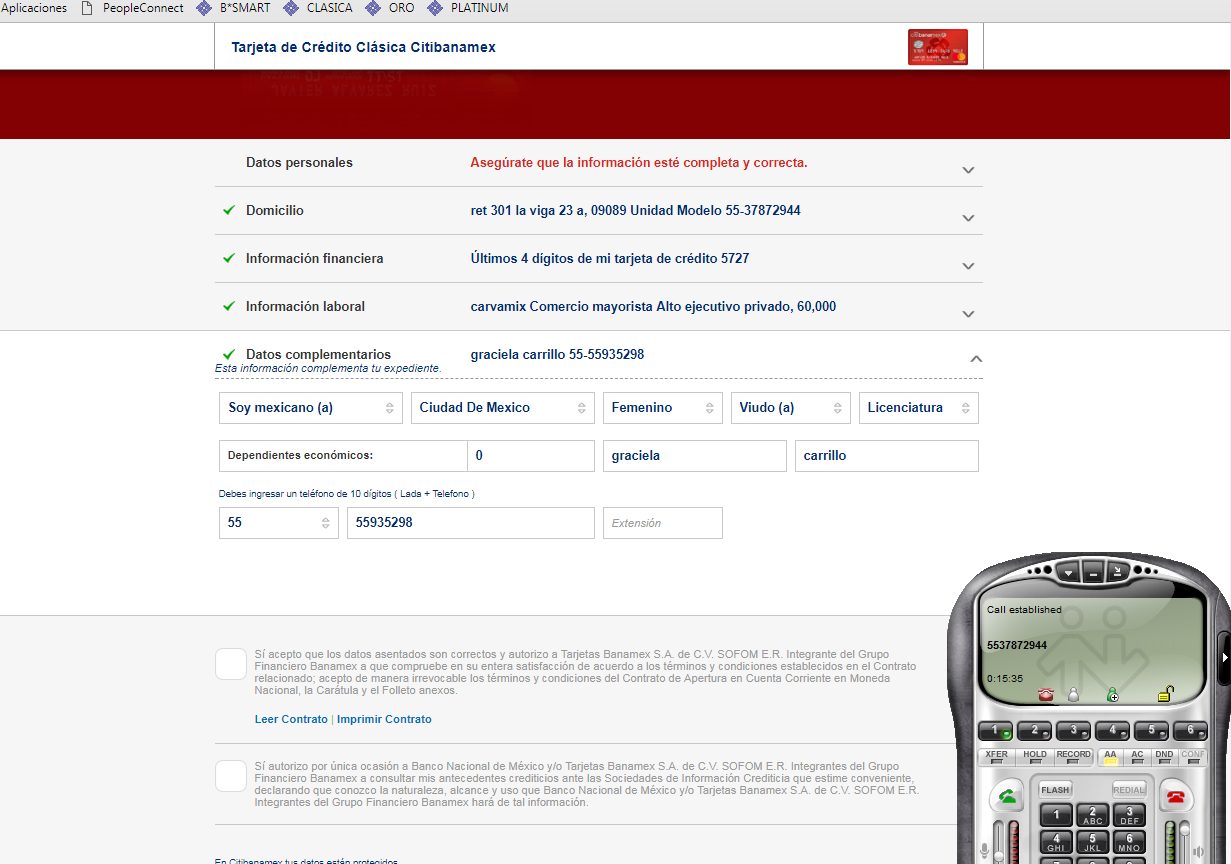 Aplicaciones PeopleConnect B*SMART CLASICA ORO PLATINUM
Tarjeta de Crédito Clásica Citibanamex
JAVIER ALVAREZ RUIZ
Datos personales Asegúrate que la información esté completa y correcta.
Domicilio ret 301 la viga 23 a, 09089 Unidad Modelo 55-37872944
Información financiera Últimos 4 dígitos de mi tarjeta de crédito 5727
Información laboral carvamix Comercio mayorista Alto ejecutivo privado, 60,000
Datos complementarios graciela carrillo 55-55935298
Esta información complementa tu expediente.
Soy mexicano (a) Ciudad De Mexico Femenino Viudo (a) Licenciatura
Dependientes económicos: 0 graciela carrillo
Debes ingresar un teléfono de 10 dígitos ( Lada + Telefono )
55 55935298 Extensión
Sí acepto que los datos asentados son correctos y autorizo a Tarjetas Banamex S.A. de C.V. SOFOM E.R. Integrante del Grupo
Financiero Banamex a que compruebe en su entera satisfacción de acuerdo a los términos y condiciones establecidos en el Contrato
relacionado; acepto de manera irrevocable los términos y condiciones del Contrato de Apertura en Cuenta Corriente en Moneda
Nacional, la Carátula y el Folleto anexos.
Leer Contrato | Imprimir Contrato
Sí autorizo por única ocasión a Banco Nacional de México y/o Tarjetas Banamex S.A. de C.V. SOFOM E.R. Integrantes del Grupo
Financiero Banamex a consultar mis antecedentes crediticios ante las Sociedades de Información Crediticia que estime conveniente,
declarando que conozco la naturaleza, alcance y uso que Banco Nacional de México y/o Tarjetas Banamex S.A. de C.V. SOFOM E.R.
Integrantes del Grupo Financiero Banamex hará de tal información.
En Citibanamex tus datos están protegidos
Call established
5537872944
0:15:35
1 2 3 4 5 6
XFER HOLD RECORD AA AC DND CONF
FLASH REDIAL
1 2 ABC 3 DEF
4 GHI 5 JKL 6 MNO